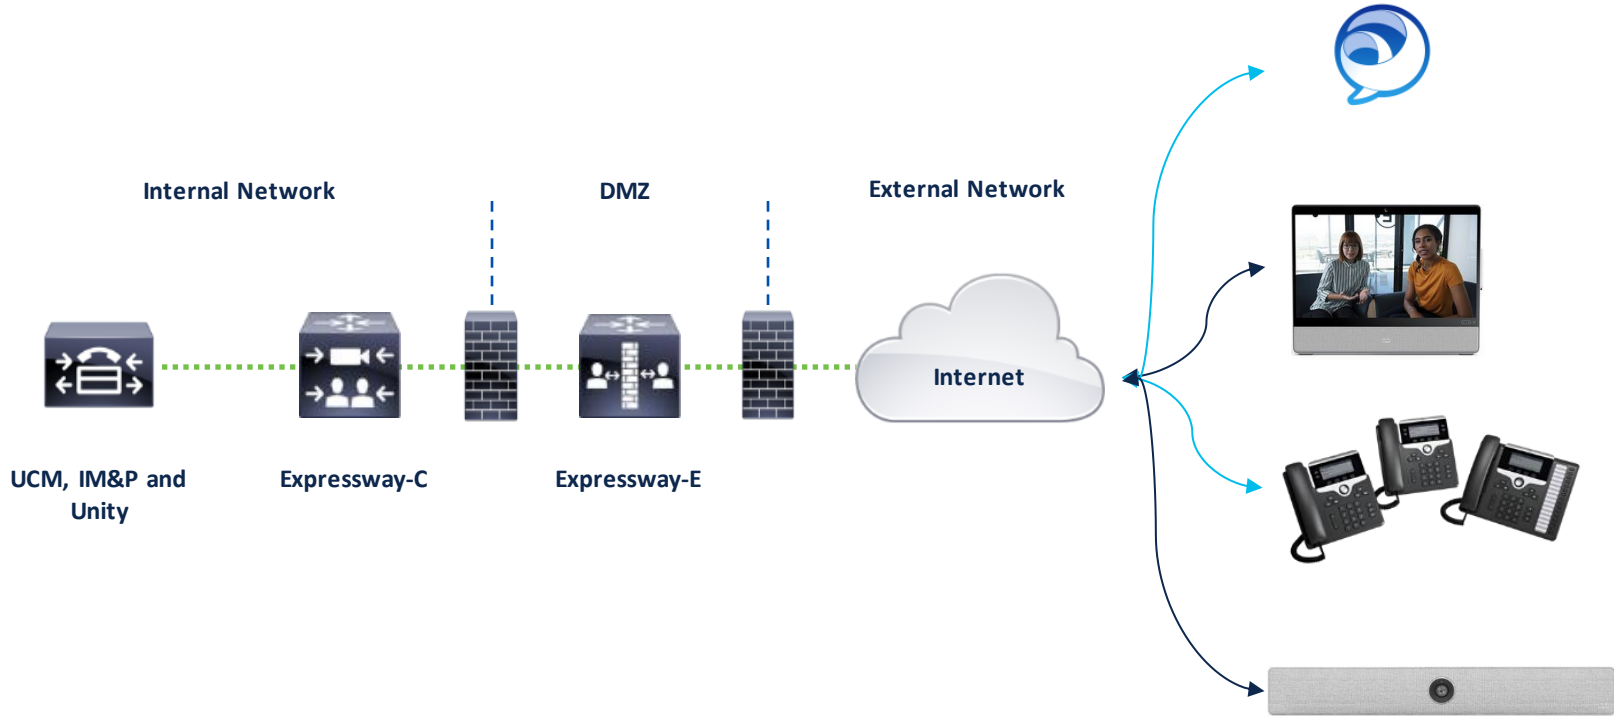 Internal Network
DMZ
External Network
Internet
UCM, IM&P and
Unity
Expressway-C
Expressway-E